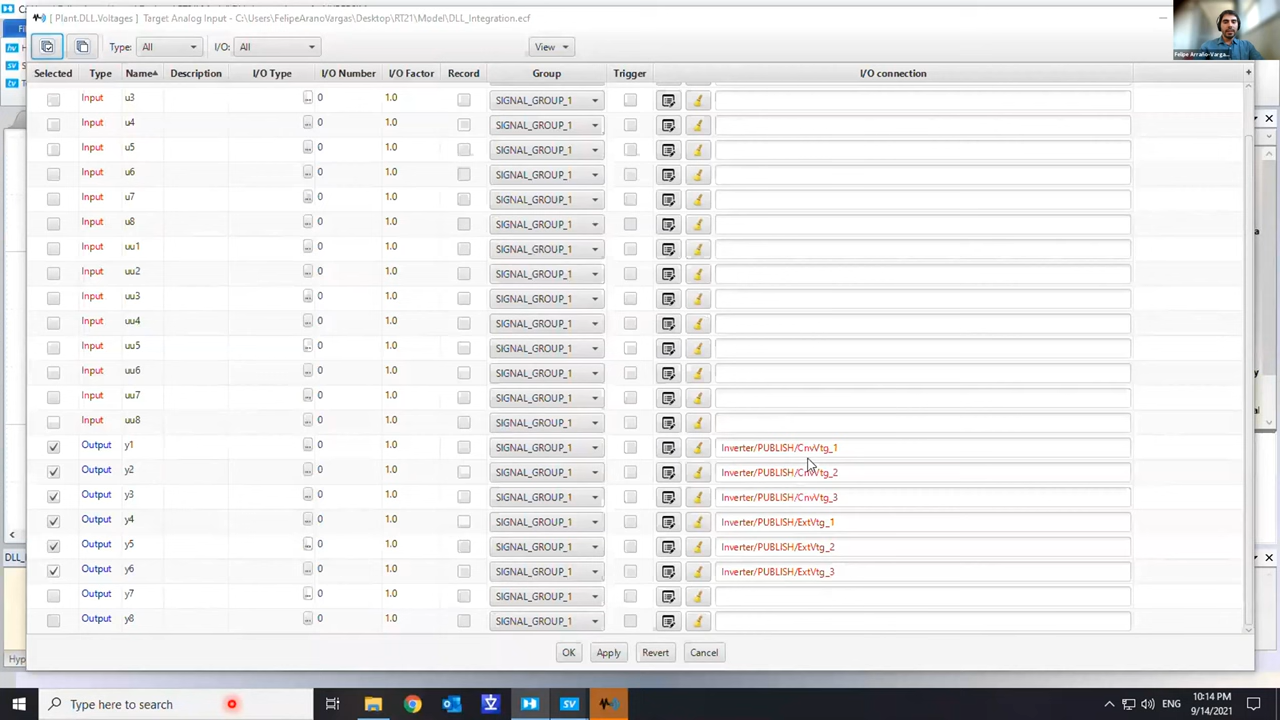 [ Plant.DLL.Voltages ] Target Analog Input - C:\Users\FelipeAranoVargas\Desktop\RT21\Model\DLL_Integration.ecf
Felipe Arraño-Varga...
Type: All I/O: All View
Selected Type Name Description I/O Type I/O Number I/O Factor Record Group Trigger I/O connection
Input u3 ... 0 1.0 SIGNAL_GROUP_1
Input u4 ... 0 1.0 SIGNAL_GROUP_1
Input u5 ... 0 1.0 SIGNAL_GROUP_1
Input u6 ... 0 1.0 SIGNAL_GROUP_1
Input u7 ... 0 1.0 SIGNAL_GROUP_1
Input u8 ... 0 1.0 SIGNAL_GROUP_1
Input uu1 ... 0 1.0 SIGNAL_GROUP_1
Input uu2 ... 0 1.0 SIGNAL_GROUP_1
Input uu3 ... 0 1.0 SIGNAL_GROUP_1
Input uu4 ... 0 1.0 SIGNAL_GROUP_1
Input uu5 ... 0 1.0 SIGNAL_GROUP_1
Input uu6 ... 0 1.0 SIGNAL_GROUP_1
Input uu7 ... 0 1.0 SIGNAL_GROUP_1
Input uu8 ... 0 1.0 SIGNAL_GROUP_1
Output y1 ... 0 1.0 SIGNAL_GROUP_1 Inverter/PUBLISH/CnvVtg_1
Output y2 ... 0 1.0 SIGNAL_GROUP_1 Inverter/PUBLISH/CnvVtg_2
Output y3 ... 0 1.0 SIGNAL_GROUP_1 Inverter/PUBLISH/CnvVtg_3
Output y4 ... 0 1.0 SIGNAL_GROUP_1 Inverter/PUBLISH/ExtVtg_1
Output y5 ... 0 1.0 SIGNAL_GROUP_1 Inverter/PUBLISH/ExtVtg_2
Output y6 ... 0 1.0 SIGNAL_GROUP_1 Inverter/PUBLISH/ExtVtg_3
Output y7 ... 0 1.0 SIGNAL_GROUP_1
Output y8 ... 0 1.0 SIGNAL_GROUP_1
OK Apply Revert Cancel
DLL_I
Hyp
Type here to search
ENG
10:14 PM
9/14/2021